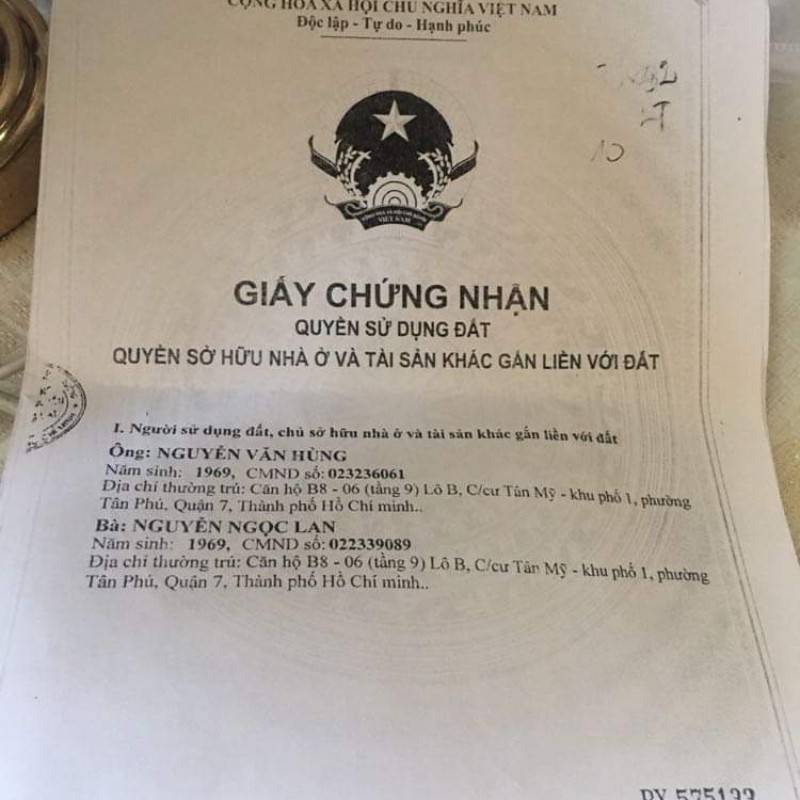 CỘNG HÒA XÃ HỘI CHỦ NGHĨA VIỆT NAM
Độc lập - Tự do - Hạnh phúc
10
VIỆT NAM
GIẤY CHỨNG NHẬN
QUYỀN SỬ DỤNG ĐẤT
QUYỀN SỞ HỮU NHÀ Ở VÀ TÀI SẢN KHÁC GẮN LIỀN VỚI ĐẤT
I. Người sử dụng đất, chủ sở hữu nhà ở và tài sản khác gắn liền với đất
Ông: NGUYỄN VĂN HÙNG
Năm sinh: 1969, CMND số: 023236061
Địa chỉ thường trú: Căn hộ B8 - 06 (tầng 9) Lô B, C/cư Tân Mỹ - khu phố 1, phường
Tân Phú, Quận 7, Thành phố Hồ Chí minh..
Bà: NGUYỄN NGỌC LAN
Năm sinh: 1969, CMND số: 022339089
Địa chỉ thường trú: Căn hộ B8 - 06 (tầng 9) Lô B, C/cư Tân Mỹ - khu phố 1, phường
Tân Phú, Quận 7, Thành phố Hồ Chí minh..